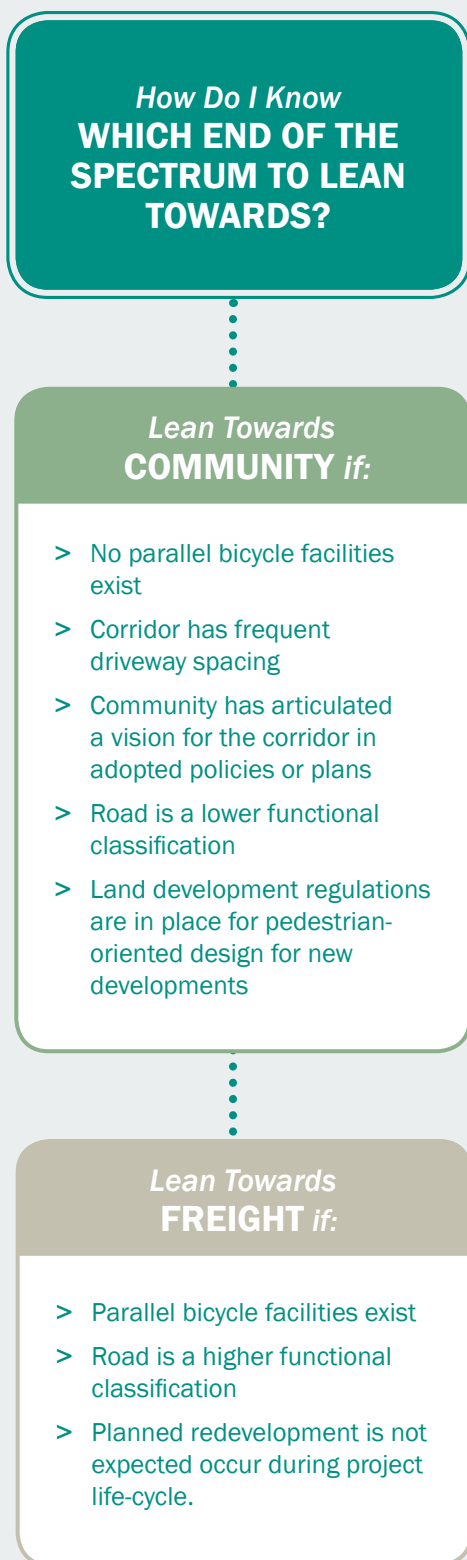 How Do I Know
WHICH END OF THE
SPECTRUM TO LEAN
TOWARDS?
Lean Towards
COMMUNITY if:
> No parallel bicycle facilities
exist
> Corridor has frequent
driveway spacing
> Community has articulated
a vision for the corridor in
adopted policies or plans
> Road is a lower functional
classification
> Land development regulations
are in place for pedestrian-
oriented design for new
developments
Lean Towards
FREIGHT if:
> Parallel bicycle facilities exist
> Road is a higher functional
classification
> Planned redevelopment is not
expected occur during project
life-cycle.